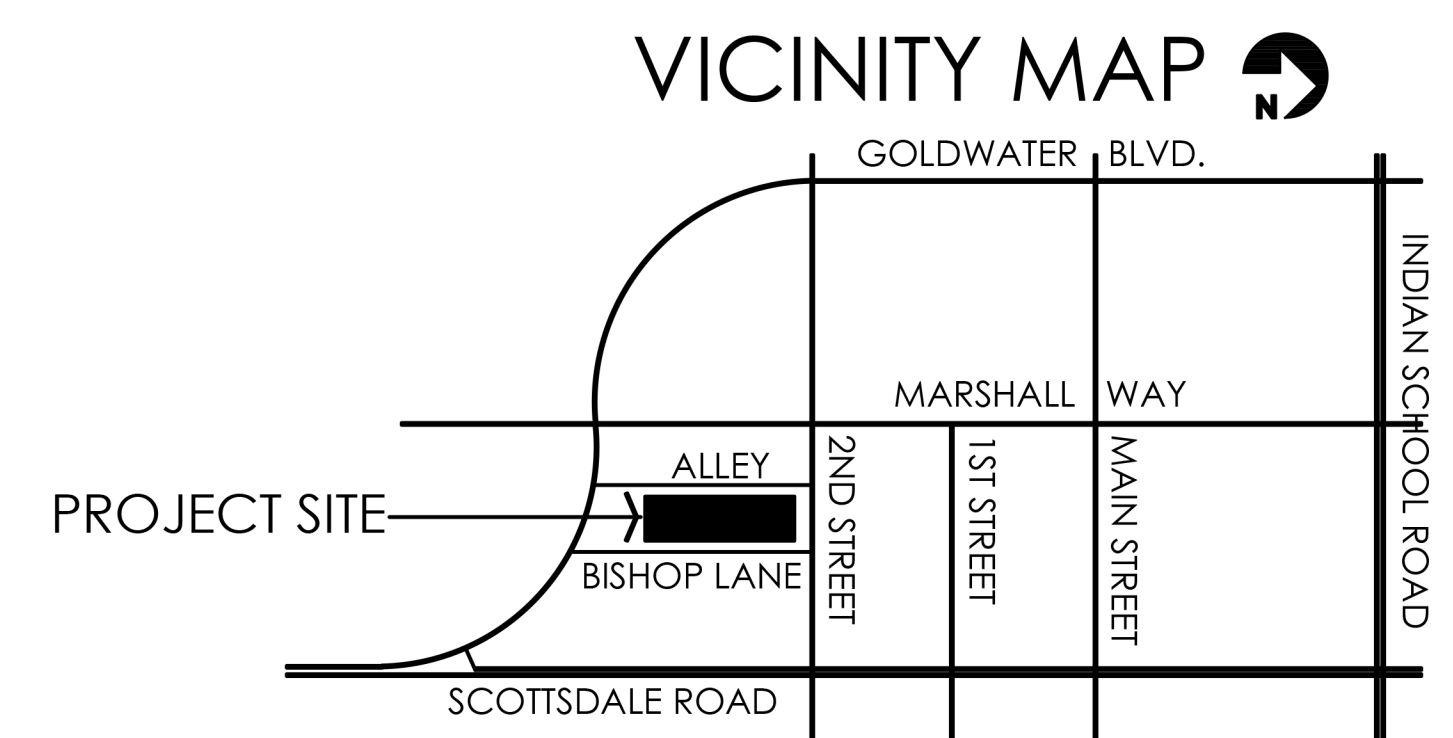 VICINITY MAP
N
GOLDWATER BLVD.
INDIAN SCHOOL ROAD
MARSHALL WAY
ALLEY
2ND STREET
1ST STREET
MAIN STREET
PROJECT SITE
BISHOP LANE
SCOTTSDALE ROAD